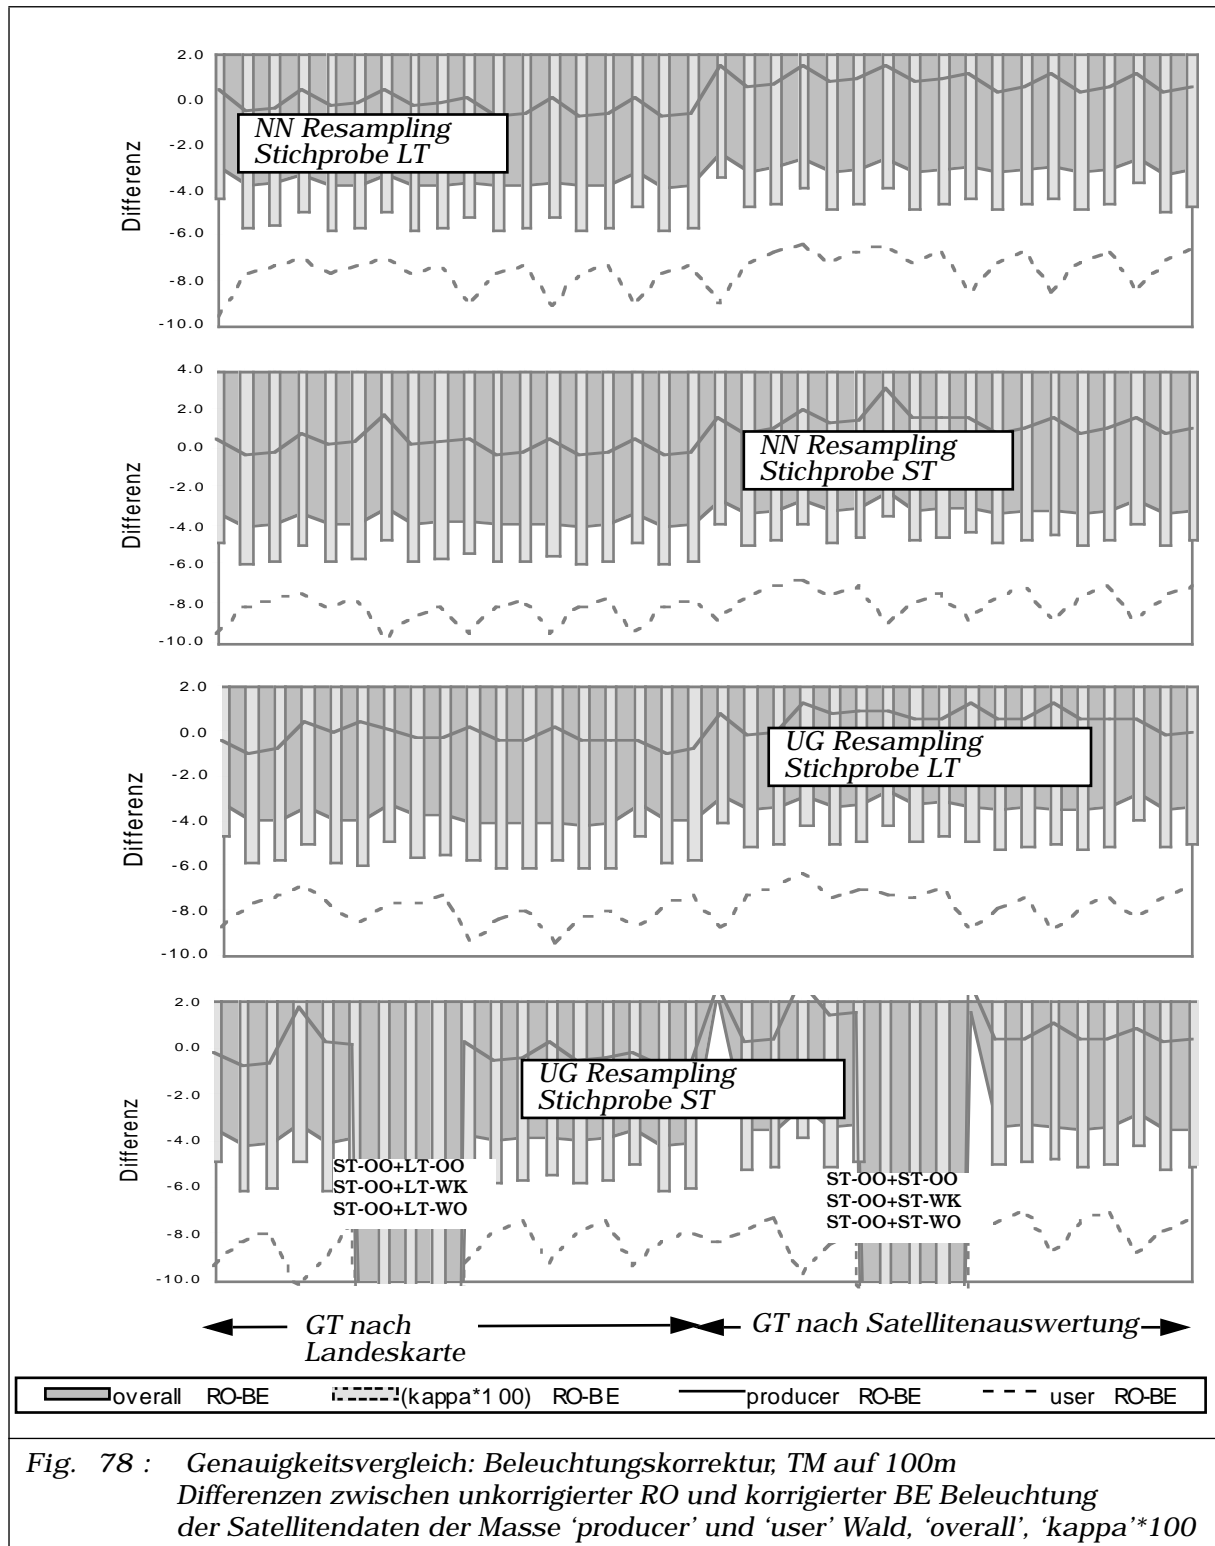 2.0
0.0
-2.0
-4.0
-6.0
-8.0
-10.0
Differenz
NN Resampling
Stichprobe LT
4.0
2.0
0.0
-2.0
-4.0
-6.0
-8.0
-10.0
Differenz
NN Resampling
Stichprobe ST
2.0
0.0
-2.0
-4.0
-6.0
-8.0
-10.0
Differenz
UG Resampling
Stichprobe LT
2.0
0.0
-2.0
-4.0
-6.0
-8.0
-10.0
Differenz
UG Resampling
Stichprobe ST
ST-OO+LT-OO
ST-OO+LT-WK
ST-OO+LT-WO
ST-OO+ST-OO
ST-OO+ST-WK
ST-OO+ST-WO
GT nach
Landeskarte
GT nach Satellitenauswertung
overall RO-BE (kappa*100) RO-BE producer RO-BE user RO-BE
Fig. 78 : Genauigkeitsvergleich: Beleuchtungskorrektur, TM auf 100m
Differenzen zwischen unkorrigierter RO und korrigierter BE Beleuchtung
der Satellitendaten der Masse ‘producer’ und ‘user’ Wald, ‘overall’, ‘kappa’*100